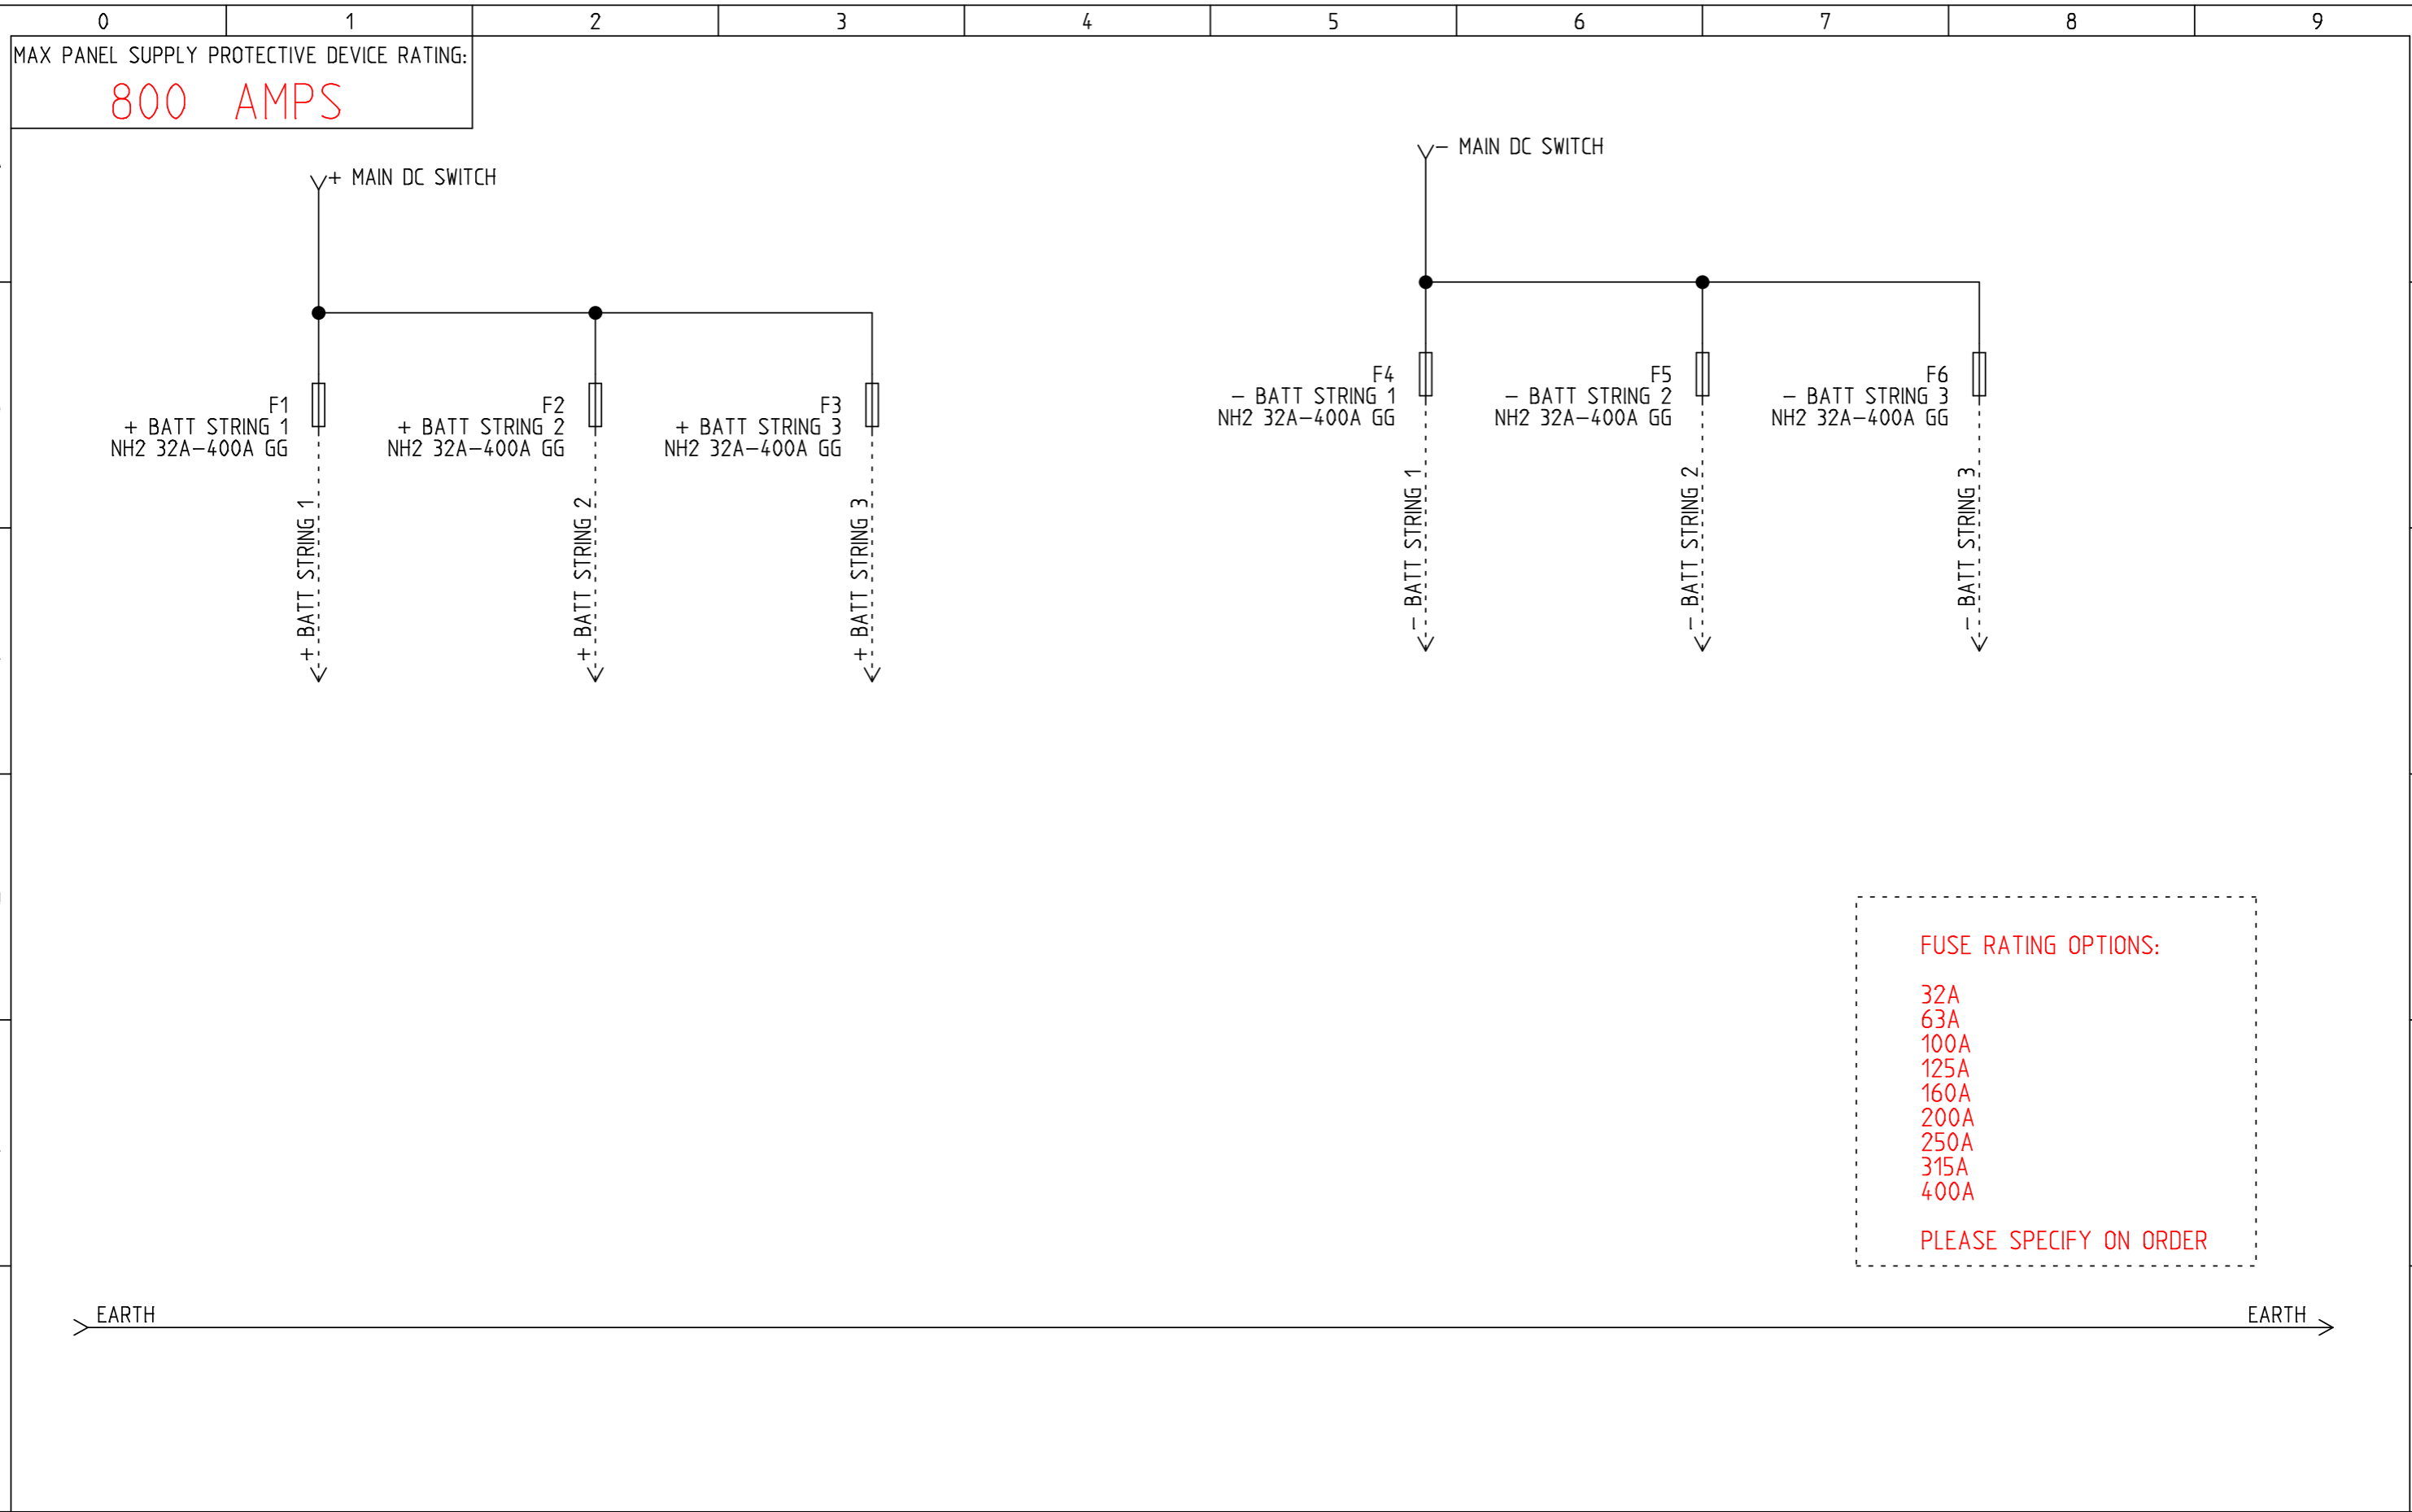 0 1 2 3 4 5 6 7 8 9
MAX PANEL SUPPLY PROTECTIVE DEVICE RATING:
800 AMPS
+ MAIN DC SWITCH
- MAIN DC SWITCH
F1
+ BATT STRING 1
NH2 32A-400A GG
F2
+ BATT STRING 2
NH2 32A-400A GG
F3
+ BATT STRING 3
NH2 32A-400A GG
F4
- BATT STRING 1
NH2 32A-400A GG
F5
- BATT STRING 2
NH2 32A-400A GG
F6
- BATT STRING 3
NH2 32A-400A GG
+ BATT STRING 1
+ BATT STRING 2
+ BATT STRING 3
- BATT STRING 1
- BATT STRING 2
- BATT STRING 3
FUSE RATING OPTIONS:
32A
63A
100A
125A
160A
200A
250A
315A
400A
PLEASE SPECIFY ON ORDER
EARTH
EARTH